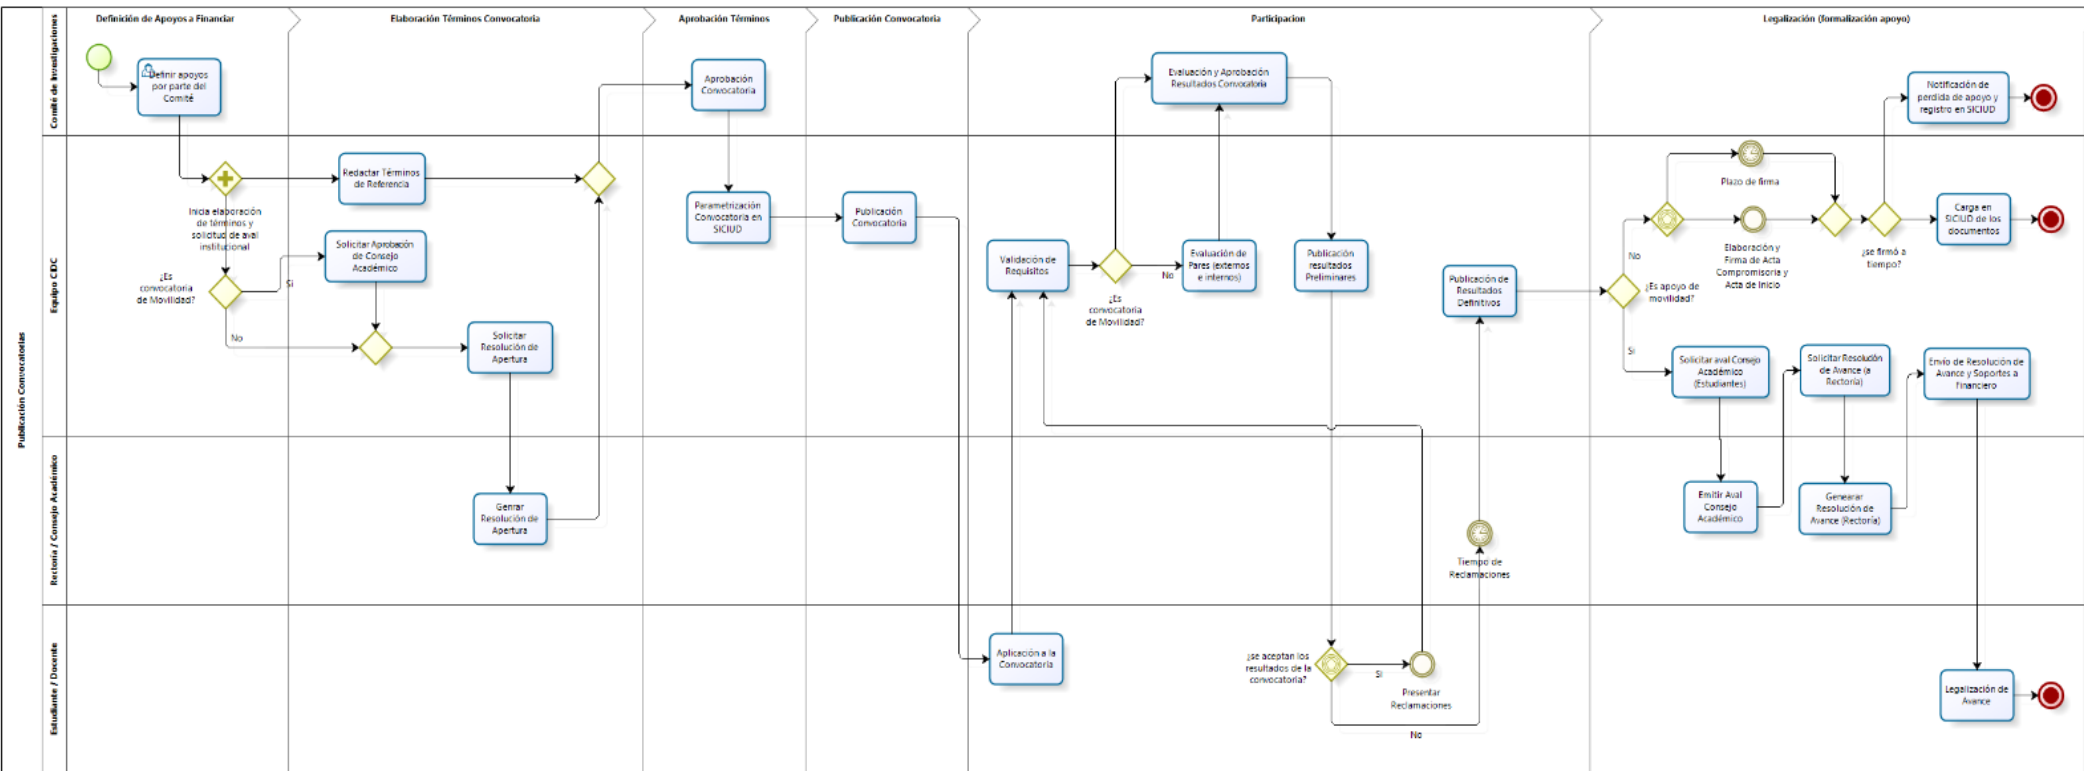 Definición de Apoyos a Financiar
Elaboración Términos Convocatoria
Aprobación Términos
Publicación Convocatoria
Participacion
Legalización (formalización apoyo)
Publicación Convocatorias
Comité de Investigaciones
Definir apoyos
por parte del
Comité
Aprobación
Convocatoria
Evaluación y Aprobación
Resultados Convocatoria
Notificación de
perdida de apoyo y
registro en SICIUD
Equipo CIDC
Inicia elaboración
de términos y
solicitud de aval
institucional
¿Es
convocatoria
de Movilidad?
Si
No
Redactar Términos
de Referencia
Solicitar Aprobación
de Consejo
Académico
Solicitar
Resolución de
Apertura
Parametrización
Convocatoria en
SICIUD
Publicación
Convocatoria
Validación de
Requisitos
¿Es
convocatoria
de Movilidad?
No
Evaluación de
Pares (externos
e internos)
Publicación
resultados
Preliminares
Publicación de
Resultados
Definitivos
¿Es apoyo de
movilidad?
No
Si
Plazo de firma
Elaboración y
Firma de Acta
Compromisoria y
Acta de Inicio
¿se firmó a
tiempo?
Carga en
SICIUD de los
documentos
Solicitar aval Consejo
Académico
(Estudiantes)
Solicitar Resolución
de Avance (a
Rectoría)
Envío de Resolución de
Avance y Soportes a
Financiero
Rectoría / Consejo Académico
Genrar
Resolución de
Apertura
Tiempo de
Reclamaciones
Emitir Aval
Consejo
Académico
Genearar
Resolución de
Avance (Rectoría)
Estudiante / Docente
Aplicación a la
Convocatoria
¿se aceptan los
resultados de la
convocatoria?
Si
No
Presentar
Reclamaciones
Legalización de
Avance